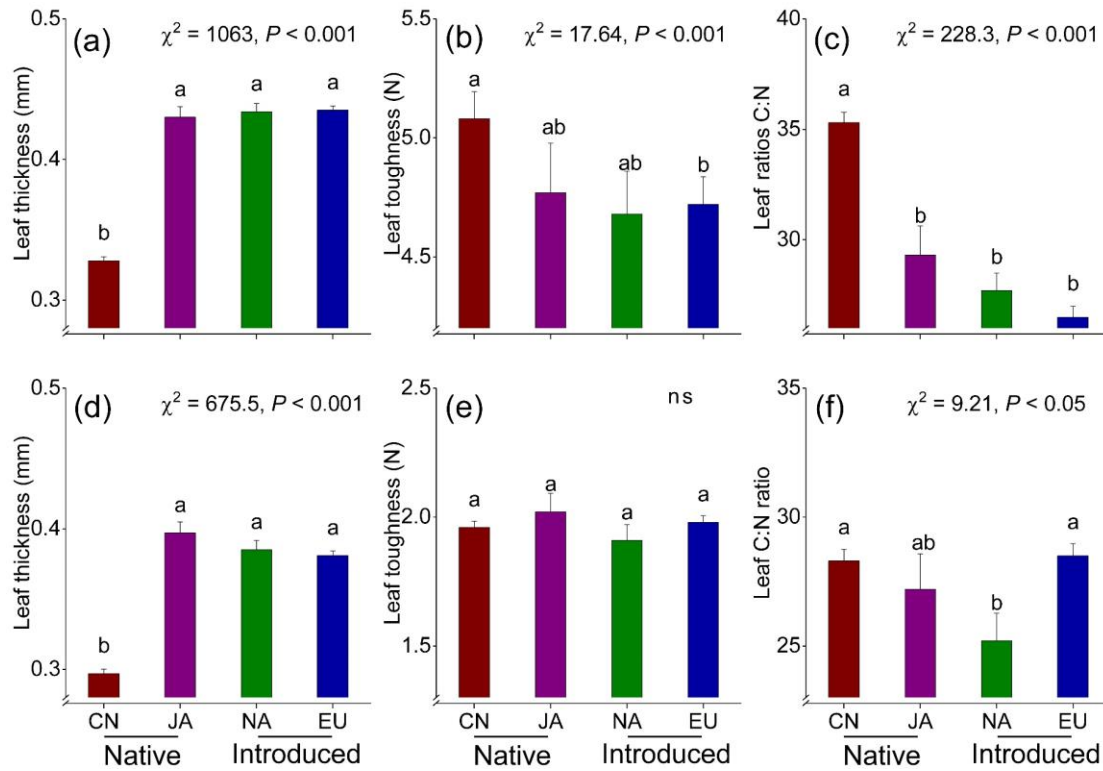 (a)
χ² = 1063, P < 0.001
Leaf thickness (mm)
0.5
0.4
0.3
b
a
a
a
(b)
χ² = 17.64, P < 0.001
Leaf toughness (N)
5.5
5.0
4.5
a
ab
ab
b
(c)
χ² = 228.3, P < 0.001
Leaf ratios C:N
40
35
30
a
b
b
b
(d)
χ² = 675.5, P < 0.001
Leaf thickness (mm)
0.5
0.4
0.3
b
a
a
a
CN JA NA EU
Native Introduced
(e)
ns
Leaf toughness (N)
2.5
2.0
1.5
a
a
a
a
CN JA NA EU
Native Introduced
(f)
χ² = 9.21, P < 0.05
Leaf C:N ratio
35
30
25
a
ab
b
a
CN JA NA EU
Native Introduced